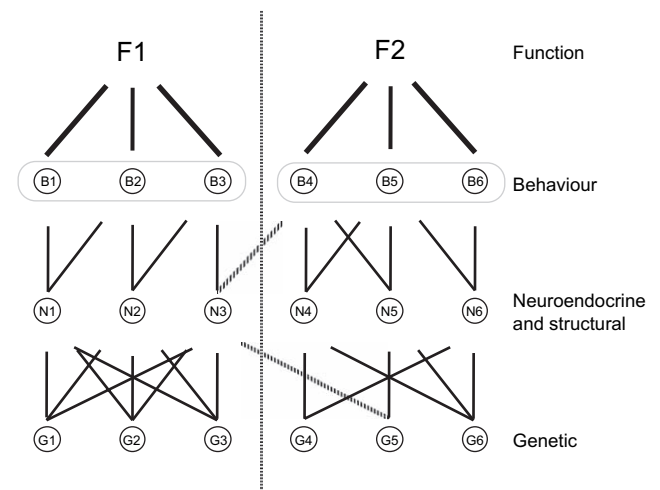 F1 F2 Function
B1 B2 B3 B4 B5 B6 Behaviour
N1 N2 N3 N4 N5 N6 Neuroendocrine
and structural
G1 G2 G3 G4 G5 G6 Genetic